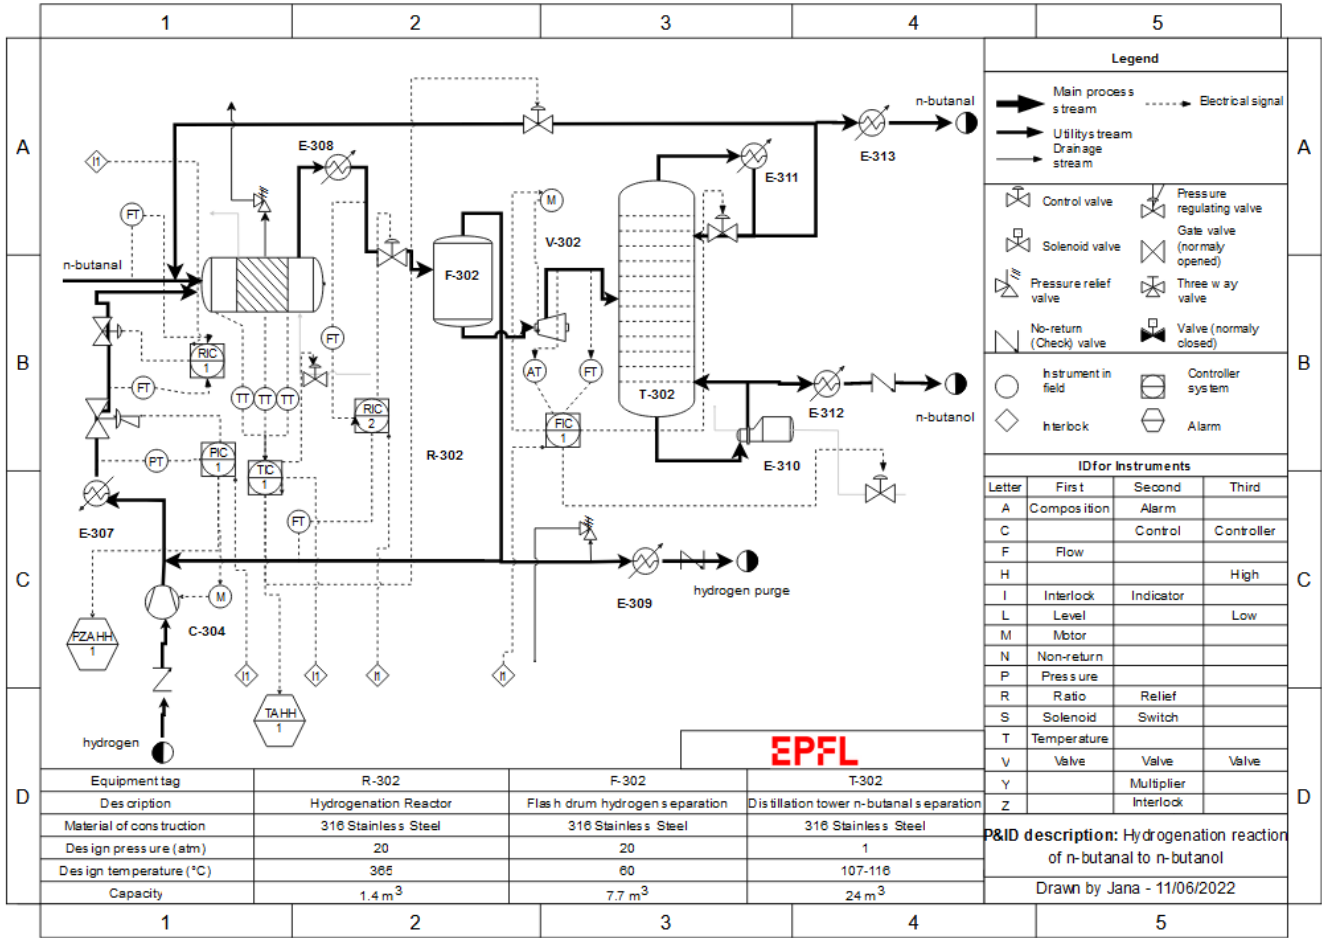 1 2 3 4 5
A
B
C
D
A
B
C
D
1 2 3 4 5
I1
FT
n-butanal
E-308
FT
RIC
1
FT
TT
TT
TT
PT
PIC
1
TIC
1
RIC
2
FT
E-307
M
C-304
PZAHH
1
TAHH
1
I1
I1
I1
I1
hydrogen
F-302
R-302
V-302
M
AT
FT
FIC
1
T-302
E-311
E-313
n-butanal
E-312
n-butanol
E-310
E-309
hydrogen purge
EPFL
Legend
Main process
stream
Electrical signal
Utility stream
Drainage
stream
Control valve
Pressure
regulating valve
Solenoid valve
Gate valve
(normaly
opened)
Pressure relief
valve
Three way
valve
No-return
(Check) valve
Valve (normaly
closed)
Instrument in
field
Controller
system
Interlock
Alarm
ID for Instruments
Letter First Second Third
A Composition Alarm
C Control Controller
F Flow
H High
I Interlock Indicator
L Level Low
M Motor
N Non-return
P Pressure
R Ratio Relief
S Solenoid Switch
T Temperature
V Valve Valve Valve
Y Multiplier
Z Interlock
P&ID description: Hydrogenation reaction
of n-butanal to n-butanol
Drawn by Jana - 11/06/2022
Equipment tag R-302 F-302 T-302
Description Hydrogenation Reactor Flash drum hydrogen separation Distillation tower n-butanal separation
Material of construction 316 Stainless Steel 316 Stainless Steel 316 Stainless Steel
Design pressure (atm) 20 20 1
Design temperature (°C) 365 60 107-116
Capacity 1.4 m³ 7.7 m³ 24 m³